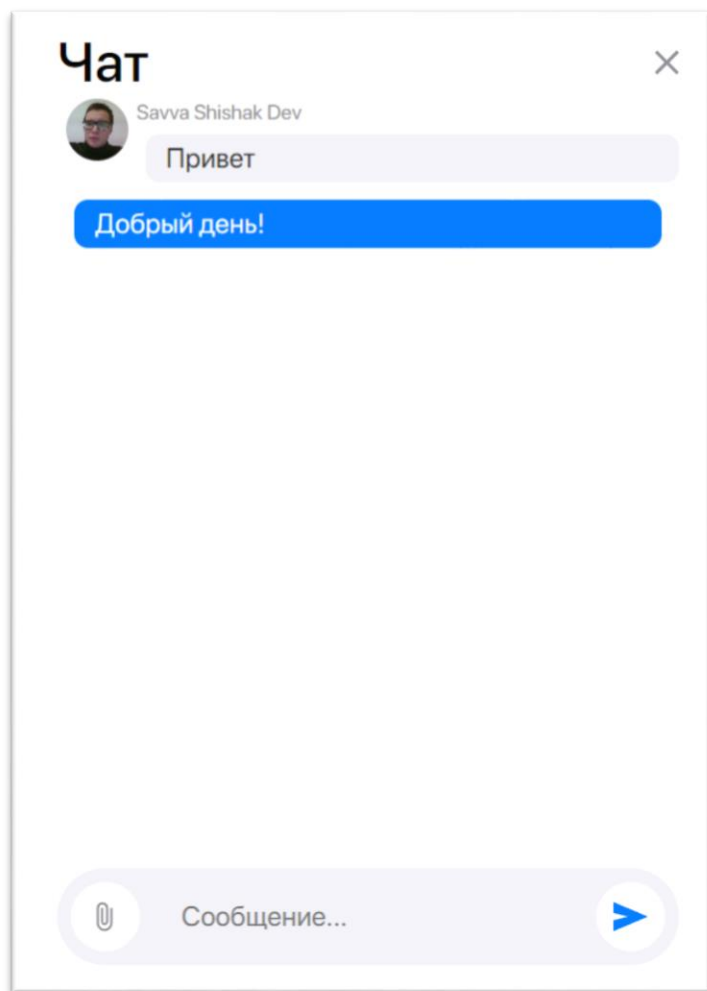 Чат
Savva Shishak Dev
Привет
Добрый день!
Сообщение...